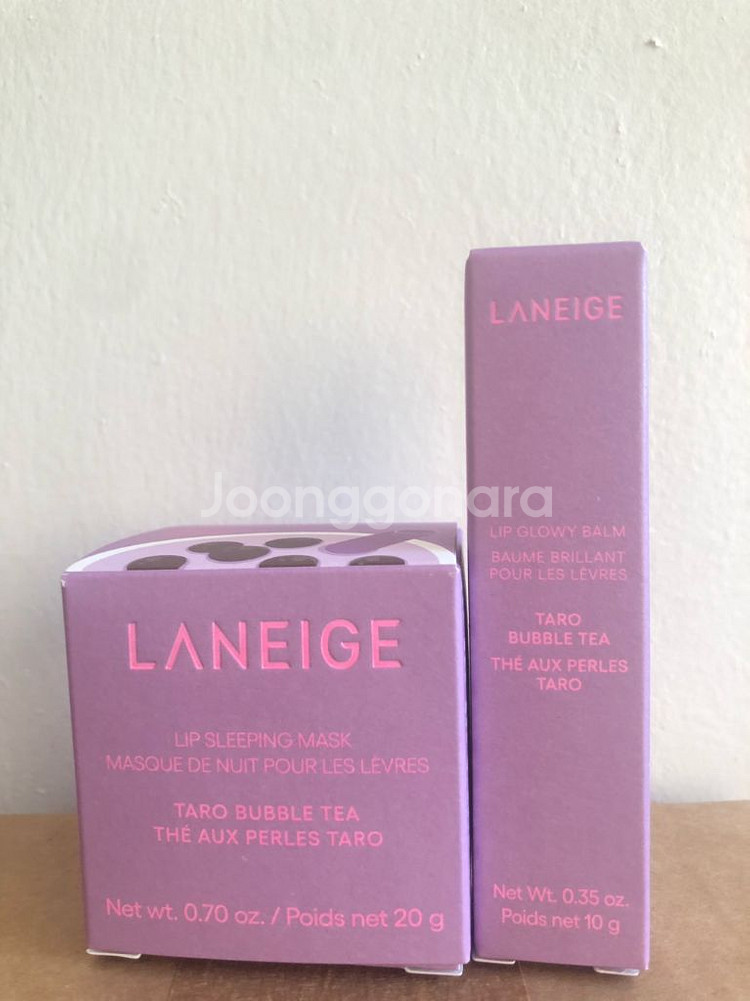 LANEIGE
LIP SLEEPING MASK
MASQUE DE NUIT POUR LES LÈVRES
TARO BUBBLE TEA
THÉ AUX PERLES TARO
Net wt. 0.70 oz. / Poids net 20 g
LANEIGE
LIP GLOWY BALM
BAUME BRILLANT
POUR LES LÈVRES
TARO
BUBBLE TEA
THÉ AUX PERLES
TARO
Net Wt. 0.35 oz.
Poids net 10 g
Joonggonara